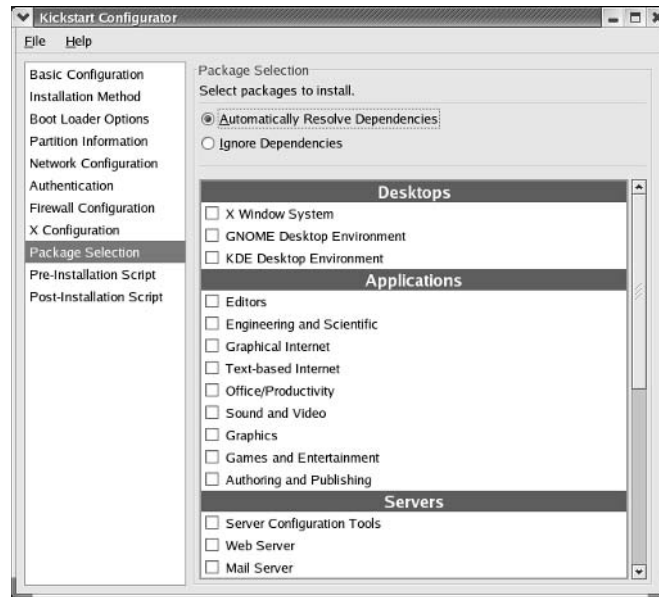 Kickstart Configurator
File Help
Basic Configuration
Installation Method
Boot Loader Options
Partition Information
Network Configuration
Authentication
Firewall Configuration
X Configuration
Package Selection
Pre-Installation Script
Post-Installation Script
Package Selection
Select packages to install.
Automatically Resolve Dependencies
Ignore Dependencies
Desktops
X Window System
GNOME Desktop Environment
KDE Desktop Environment
Applications
Editors
Engineering and Scientific
Graphical Internet
Text-based Internet
Office/Productivity
Sound and Video
Graphics
Games and Entertainment
Authoring and Publishing
Servers
Server Configuration Tools
Web Server
Mail Server